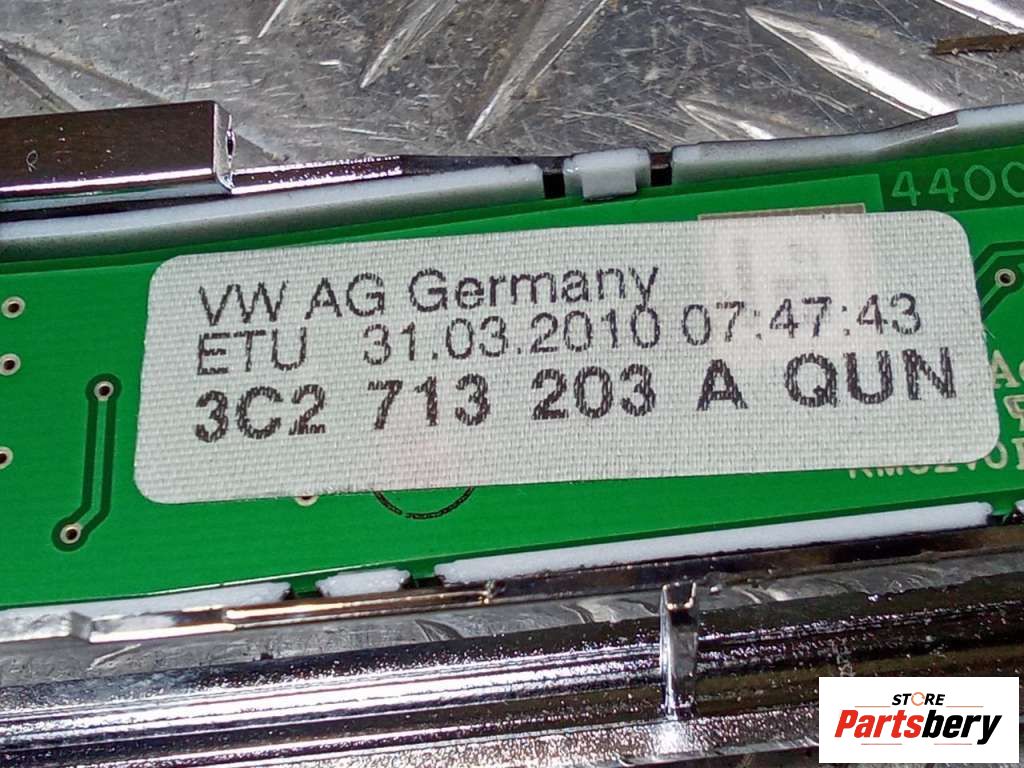 4400
VW AG Germany
ETU 31.03.2010 07:47:43
3C2 713 203 A QUN
STORE
Partsbery